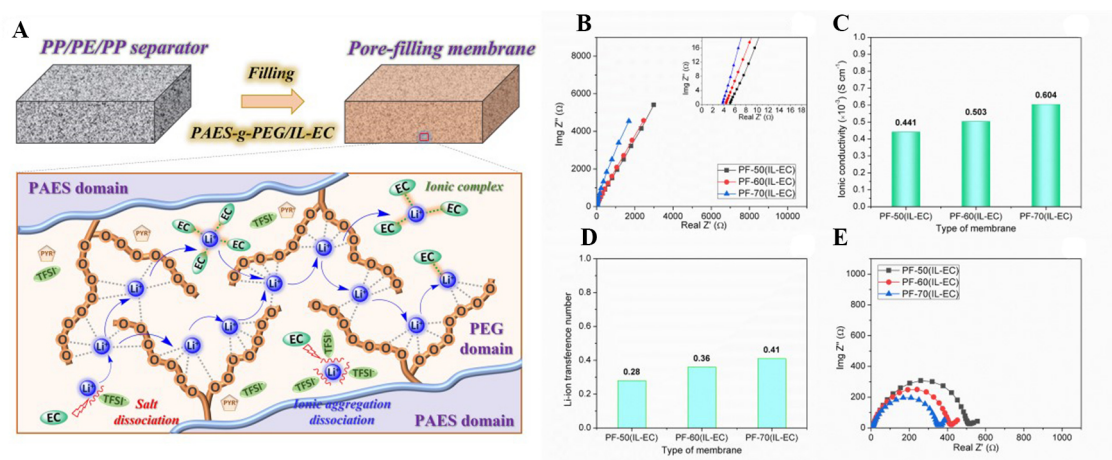 A
PP/PE/PP separator
Pore-filling membrane
Filling
PAES-g-PEG/IL-EC
PAES domain
Ionic complex
EC
EC
EC
Li⁺
EC
EC
EC
EC
Li⁺
PYR⁺
TFSI⁻
PYR⁺
PYR⁺
TFSI⁻
Li⁺
EC
Li⁺
Li⁺
Li⁺
Li⁺
Li⁺
Li⁺
Li⁺
Li⁺
PEG
domain
EC
TFSI⁻
Li⁺
TFSI⁻
TFSI⁻
TFSI⁻
Li⁺
TFSI⁻
EC
PYR⁺
Salt
dissociation
Ionic aggregation
dissociation
PAES domain
B
Img Z'' (Ω)
10000
8000
6000
4000
2000
0
0 2000 4000 6000 8000 10000
Real Z' (Ω)
Img Z'' (Ω)
16
12
8
4
0
0 2 4 6 8 10 12 14 16 18
Real Z' (Ω)
PF-50(IL-EC)
PF-60(IL-EC)
PF-70(IL-EC)
C
Ionic conductivity (×10⁻³) (S cm⁻¹)
1.0
0.9
0.8
0.7
0.6
0.5
0.4
0.3
0.2
0.1
0.0
0.441
0.503
0.604
PF-50(IL-EC) PF-60(IL-EC) PF-70(IL-EC)
Type of membrane
D
Li-ion transference number
1.0
0.8
0.6
0.4
0.2
0.0
0.28
0.36
0.41
PF-50(IL-EC) PF-60(IL-EC) PF-70(IL-EC)
Type of membrane
E
Img Z'' (Ω)
1000
800
600
400
200
0
PF-50(IL-EC)
PF-60(IL-EC)
PF-70(IL-EC)
0 200 400 600 800 1000
Real Z' (Ω)